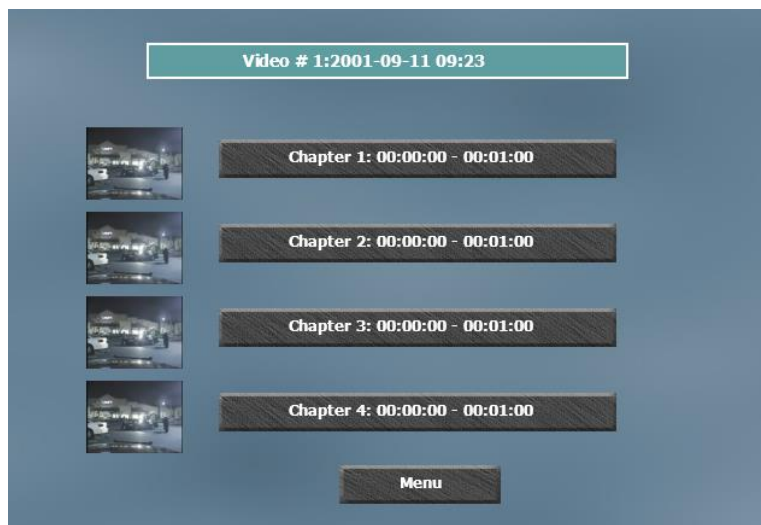 Video # 1:2001-09-11 09:23
Chapter 1: 00:00:00 - 00:01:00
Chapter 2: 00:00:00 - 00:01:00
Chapter 3: 00:00:00 - 00:01:00
Chapter 4: 00:00:00 - 00:01:00
Menu